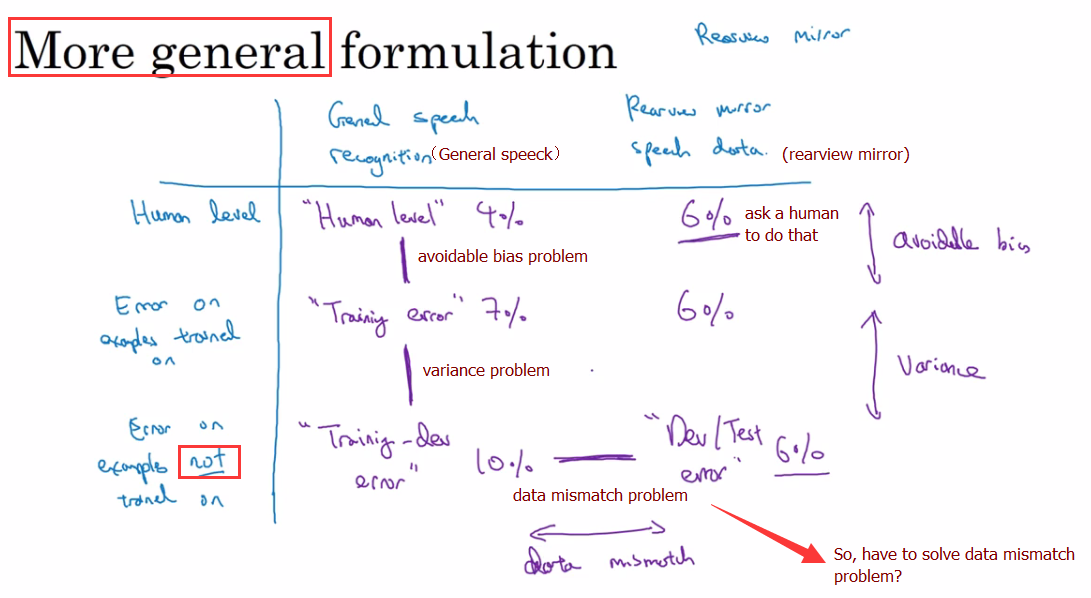 More general formulation
Rearview mirror
General speech
recognition (General speeck)
Rearview mirror
speech data. (rearview mirror)
Human level
"Human level" 4%
6% ask a human
to do that
avoidable bias
avoidable bias problem
Error on
examples trained
on
"Training error" 7%
6%
Variance
variance problem
Error on
examples not
trained on
"Training-dev
error"
10%
"Dev/Test
error"
6%
data mismatch problem
data mismatch
So, have to solve data mismatch
problem?